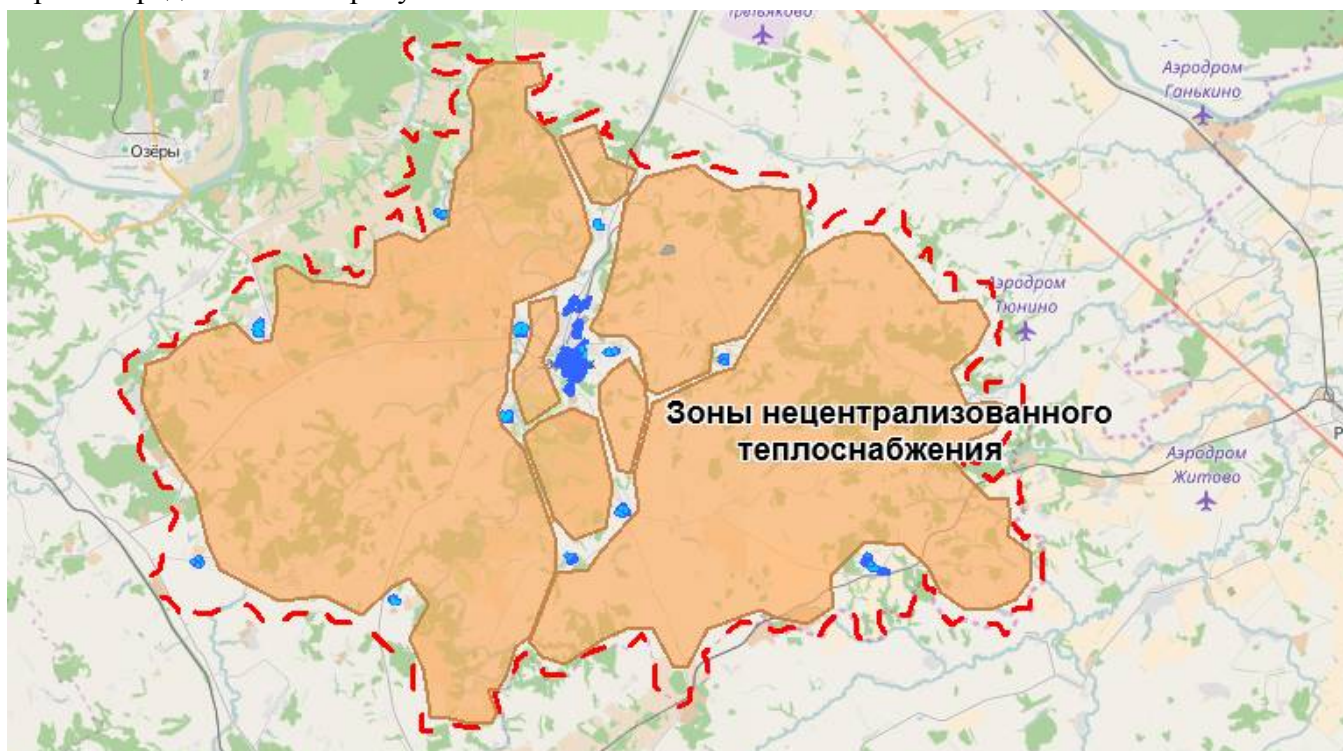 Аэродром
Ганькино
Озёры
Аэродром
Тюнино
Зоны нецентрализованного
теплоснабжения
Аэродром
Житово
Р